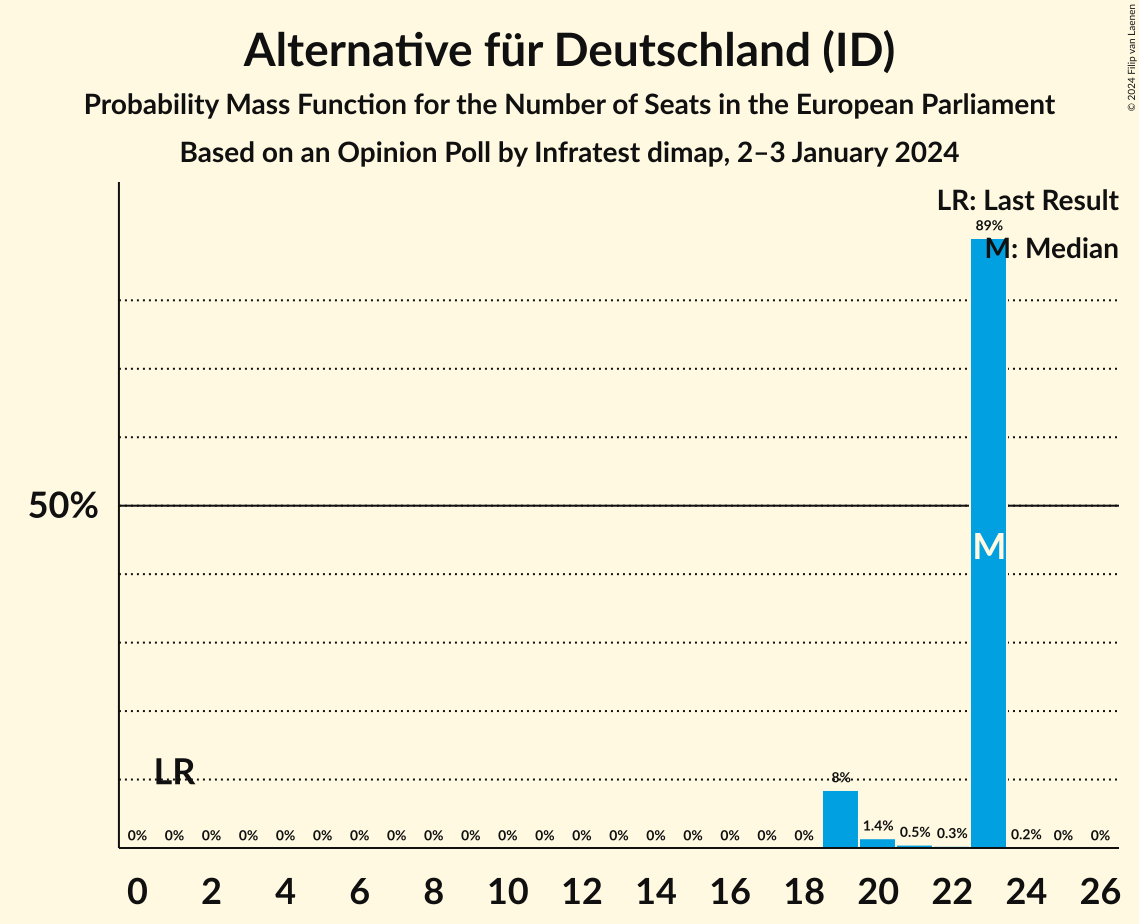 Alternative für Deutschland (ID)
Probability Mass Function for the Number of Seats in the European Parliament
Based on an Opinion Poll by Infratest dimap, 2–3 January 2024
© 2024 Filip van Laenen
LR: Last Result
M: Median
89%
50%
M
LR
0% 0% 0% 0% 0% 0% 0% 0% 0% 0% 0% 0% 0% 0% 0% 0% 0% 0% 0% 8% 1.4% 0.5% 0.3% 0.2% 0% 0%
0 2 4 6 8 10 12 14 16 18 20 22 24 26